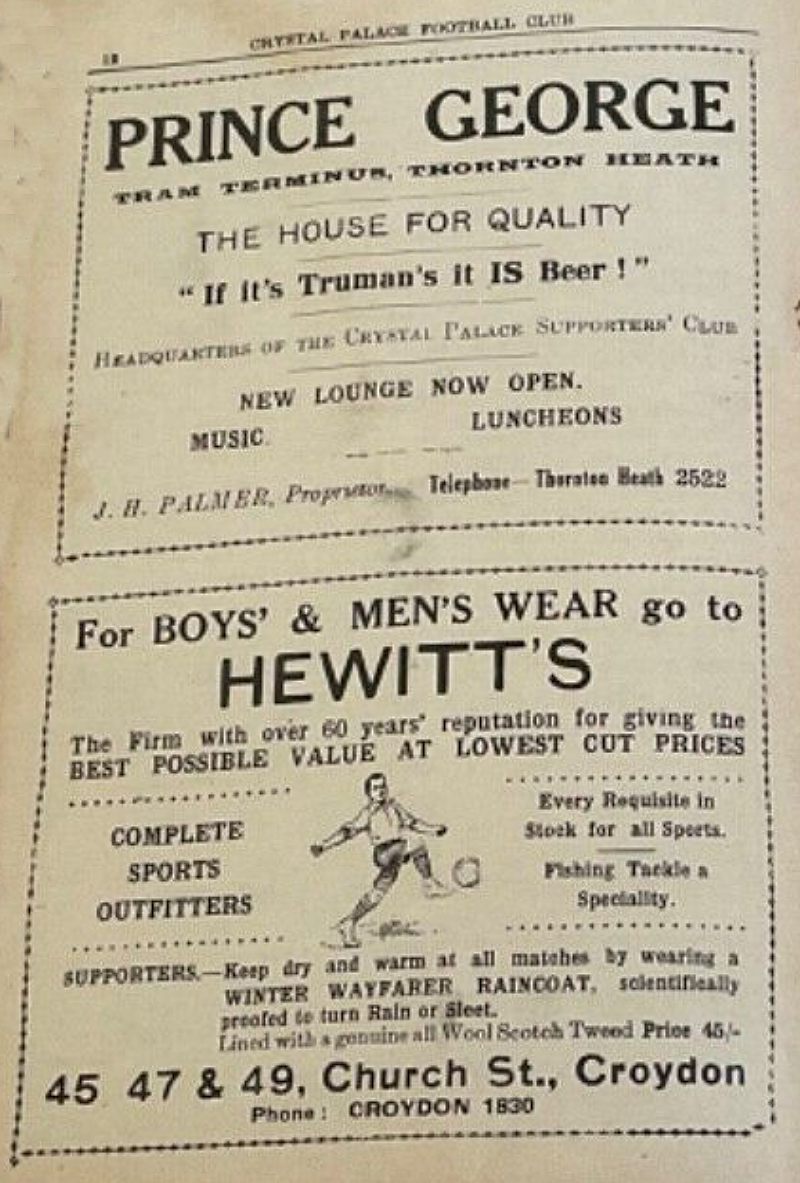 CRYSTAL PALACE FOOTBALL CLUB
PRINCE GEORGE
TRAM TERMINUS, THORNTON HEATH
THE HOUSE FOR QUALITY
" If it's Truman's it IS Beer ! "
HEADQUARTERS OF THE CRYSTAL PALACE SUPPORTERS' CLUB
NEW LOUNGE NOW OPEN.
MUSIC. LUNCHEONS
J. H. PALMER, Proprietor. Telephone— Thornton Heath 2522
For BOYS' & MEN'S WEAR go to
HEWITT'S
The Firm with over 60 years' reputation for giving the
BEST POSSIBLE VALUE AT LOWEST CUT PRICES
COMPLETE
SPORTS
OUTFITTERS
Every Requisite in
Stock for all Sports.
Fishing Tackle a
Speciality.
SUPPORTERS.—Keep dry and warm at all matches by wearing a
WINTER WAYFARER RAINCOAT, scientifically
proofed to turn Rain or Sleet.
Lined with a genuine all Wool Scotch Tweed Price 45/-
45 47 & 49, Church St., Croydon
Phone : CROYDON 1830